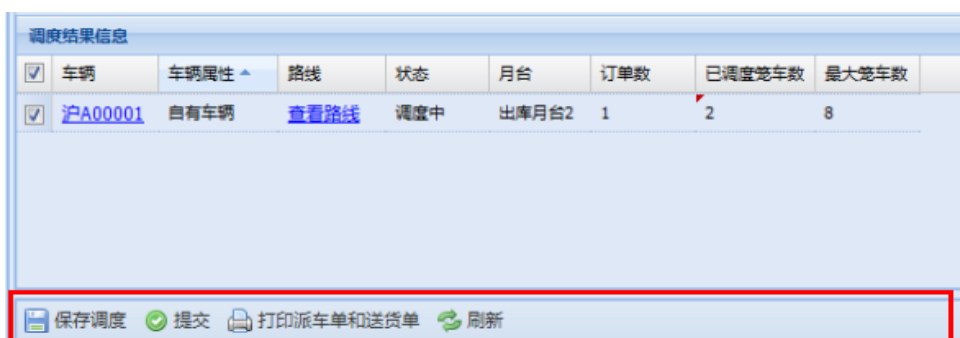 调度结果信息
车辆 车辆属性 路线 状态 月台 订单数 已调度笼车数 最大笼车数
沪A00001 自有车辆 查看路线 调度中 出库月台2 1 2 8
保存调度 提交 打印派车单和送货单 刷新